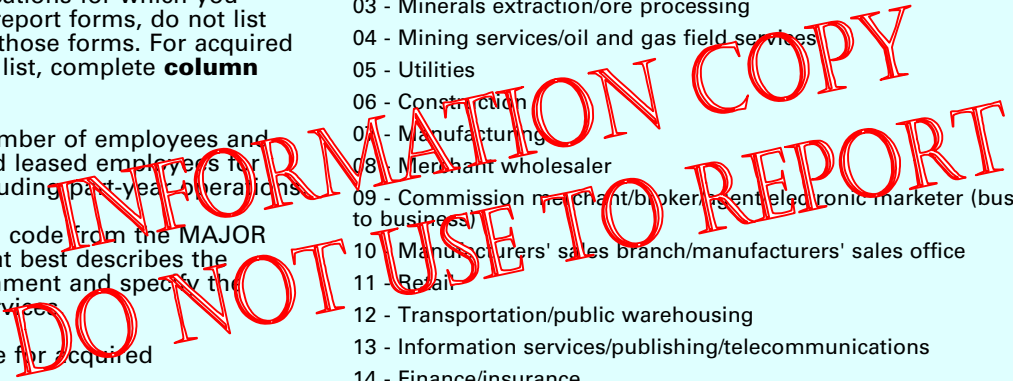 ations for which you
report forms, do not list
those forms. For acquired
list, complete column
mber of employees and
d leased employees for
luding part-year operations.
code from the MAJOR
at best describes the
ment and specify the
rvices.
e for acquired
03 - Minerals extraction/ore processing
04 - Mining services/oil and gas field services
05 - Utilities
06 - Construction
07 - Manufacturing
08 - Merchant wholesaler
09 - Commission merchant/broker/agent/electronic marketer (bus
to business)
10 - Manufacturers' sales branch/manufacturers' sales office
11 - Retail
12 - Transportation/public warehousing
13 - Information services/publishing/telecommunications
14 - Finance/insurance
INFORMATION COPY
DO NOT USE TO REPORT